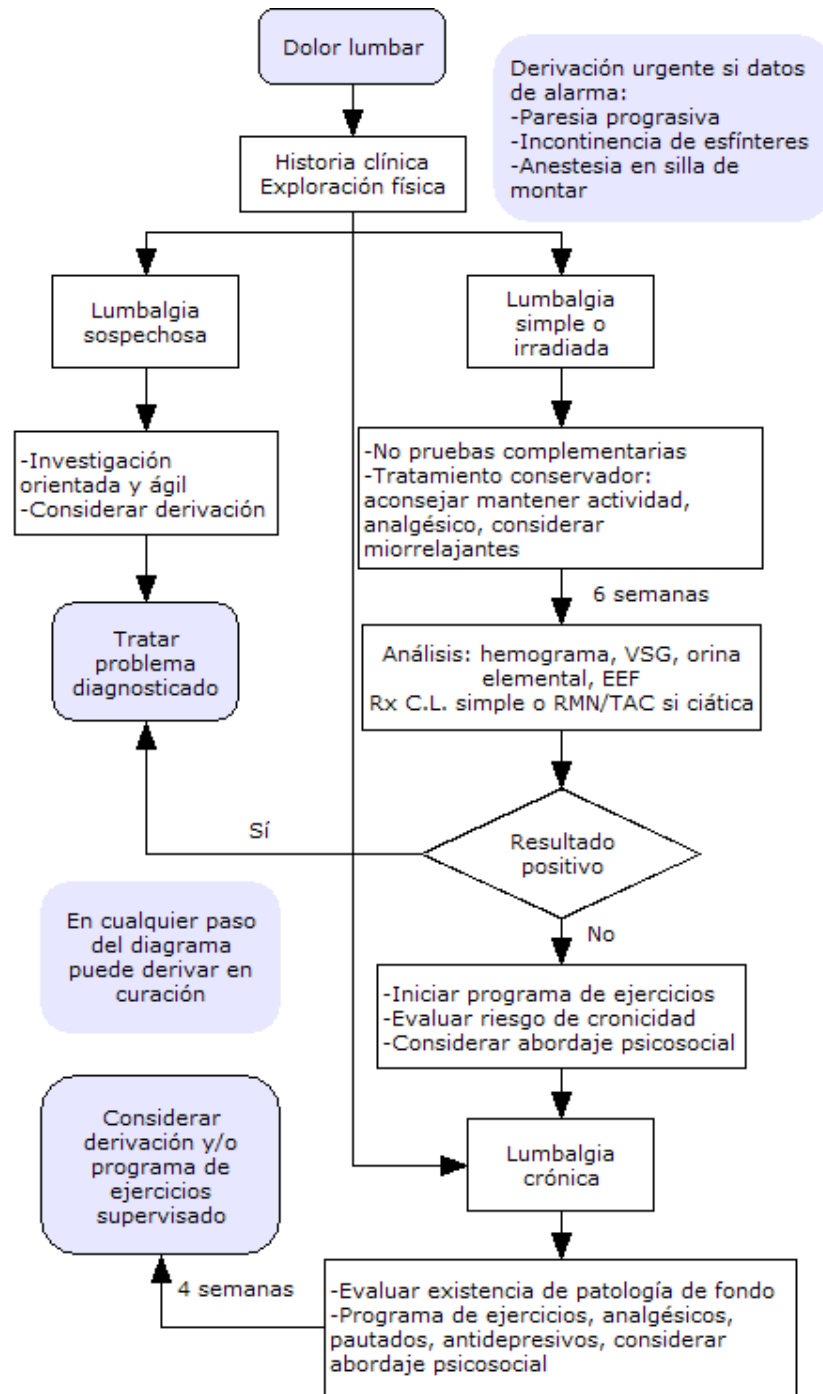 Dolor lumbar
Derivación urgente si datos
de alarma:
-Paresia prograsiva
-Incontinencia de esfínteres
-Anestesia en silla de
montar
Historia clínica
Exploración física
Lumbalgia
sospechosa
Lumbalgia
simple o
irradiada
-Investigación
orientada y ágil
-Considerar derivación
-No pruebas complementarias
-Tratamiento conservador:
aconsejar mantener actividad,
analgésico, considerar
miorrelajantes
6 semanas
Tratar
problema
diagnosticado
Análisis: hemograma, VSG, orina
elemental, EEF
Rx C.L. simple o RMN/TAC si ciática
Sí
Resultado
positivo
No
En cualquier paso
del diagrama
puede derivar en
curación
-Iniciar programa de ejercicios
-Evaluar riesgo de cronicidad
-Considerar abordaje psicosocial
Considerar
derivación y/o
programa de
ejercicios
supervisado
Lumbalgia
crónica
4 semanas
-Evaluar existencia de patología de fondo
-Programa de ejercicios, analgésicos,
pautados, antidepresivos, considerar
abordaje psicosocial